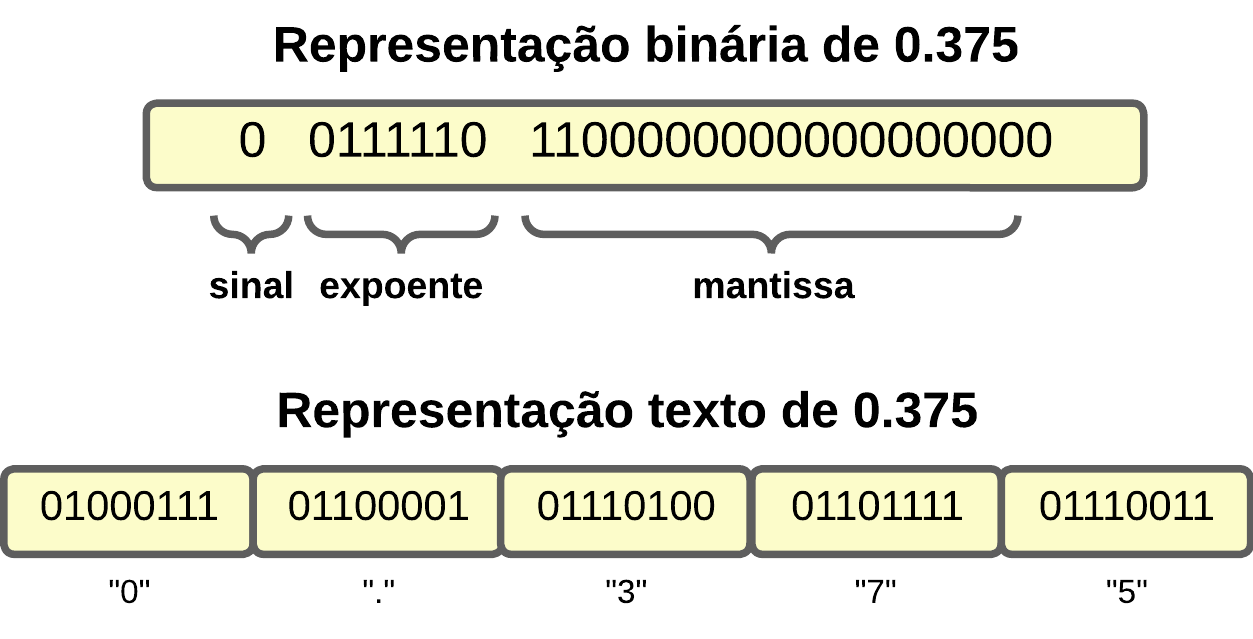 Representação binária de 0.375
0 0111110 1100000000000000000
sinal expoente mantissa
Representação texto de 0.375
01000111 01100001 01110100 01101111 01110011
"0" "." "3" "7" "5"